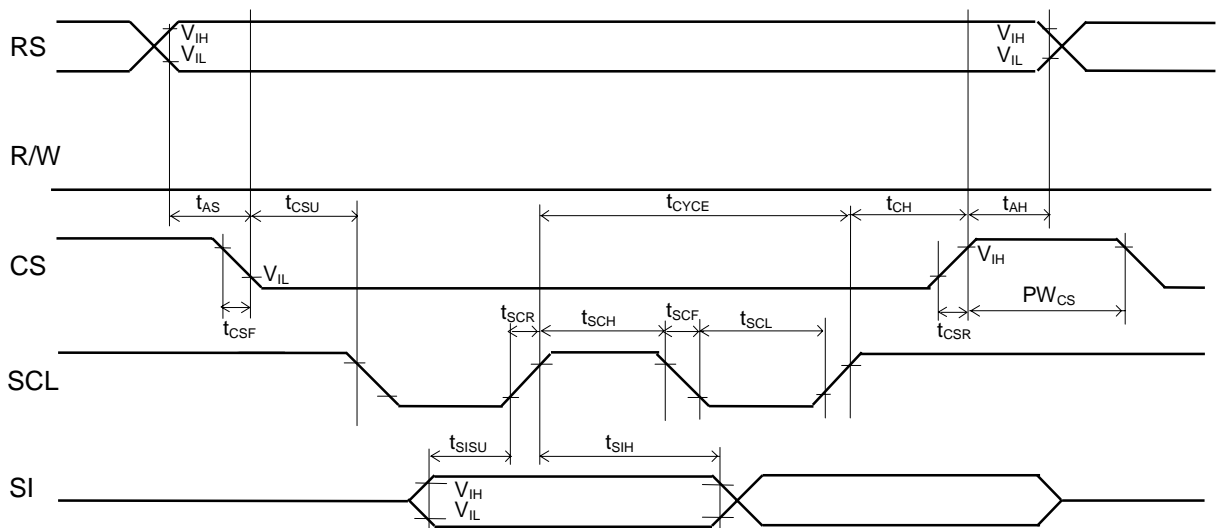 RS
V_IH
V_IL
V_IH
V_IL
R/W
t_AS
t_CSU
t_CYCE
t_CH
t_AH
CS
V_IL
V_IH
t_CSF
t_SCR
t_SCH
t_SCF
t_SCL
t_CSR
PW_CS
SCL
t_SISU
t_SIH
SI
V_IH
V_IL